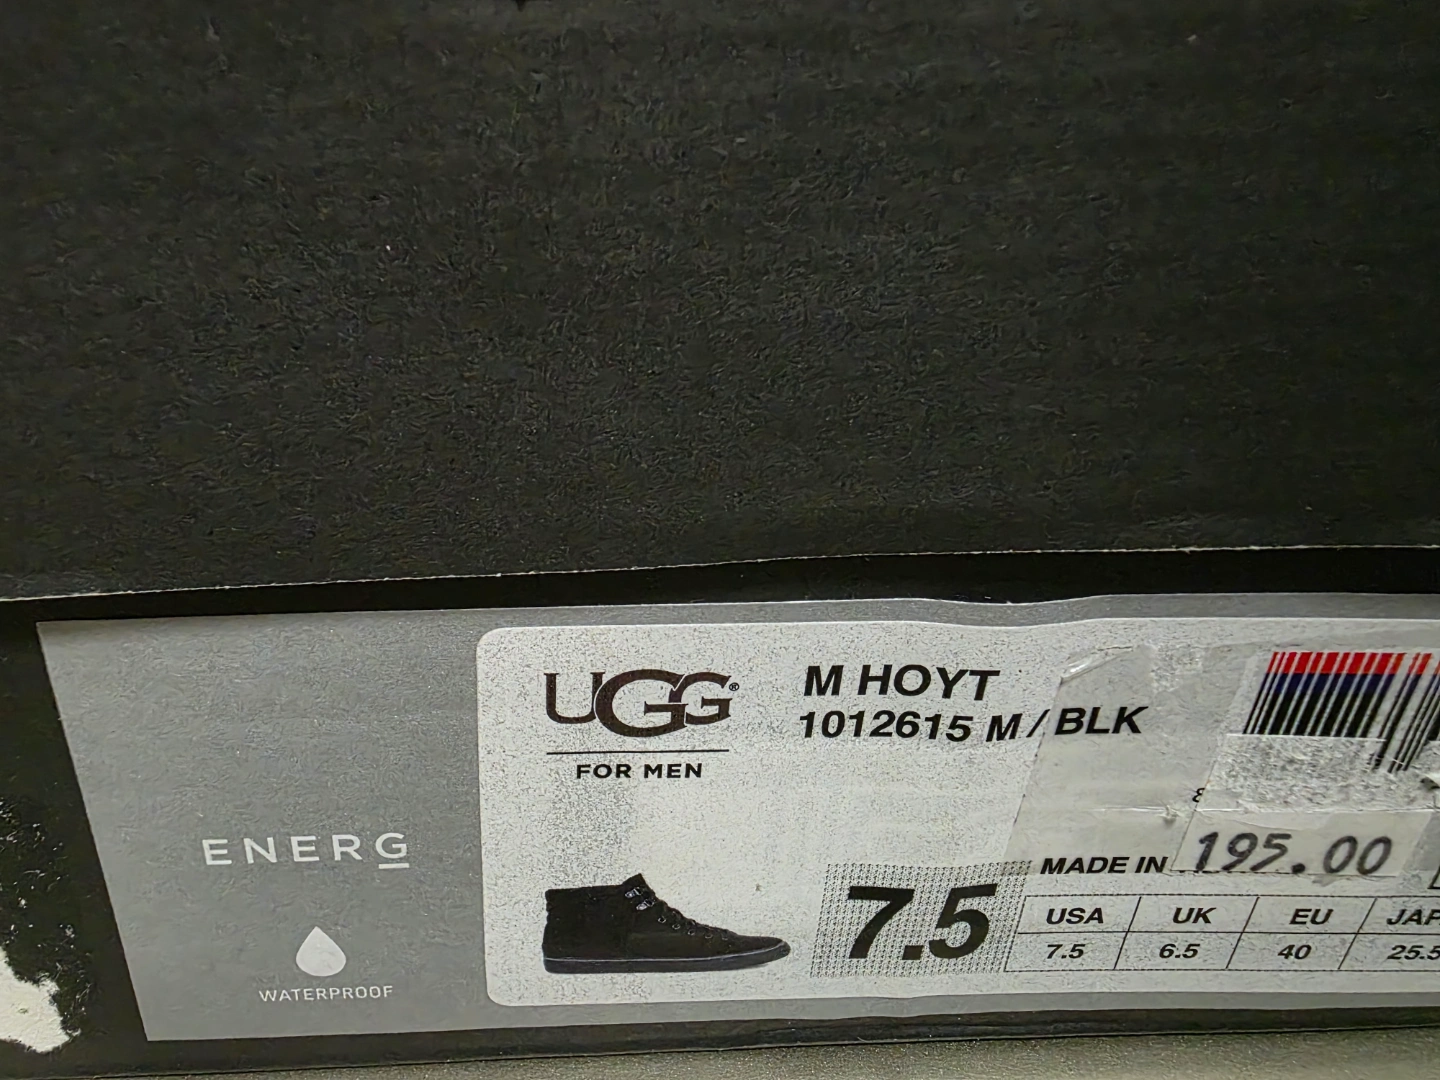 UGG®
FOR MEN
M HOYT
1012615 M / BLK
ENERG
WATERPROOF
195.00
MADE IN
7.5
USA UK EU
7.5 6.5 40 25.5